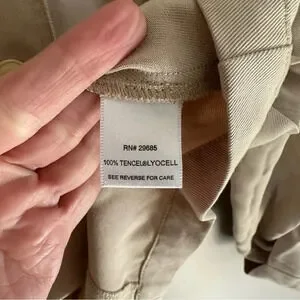 RN# 29685
100% TENCEL®LYOCELL
SEE REVERSE FOR CARE